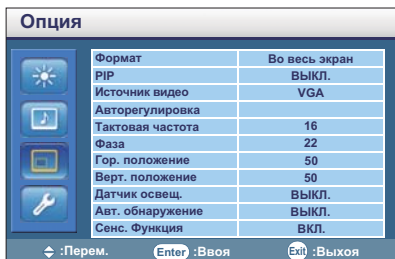 Опция
Формат Во весь экран
PIP ВЫКЛ.
Источник видео VGA
Авторегулировка
Тактовая частота 16
Фаза 22
Гор. положение 50
Верт. положение 50
Датчик освещ. ВЫКЛ.
Авт. обнаружение ВЫКЛ.
Сенс. Функция ВКЛ.
:Перем. Enter :Ввоя Exit :Выхоя